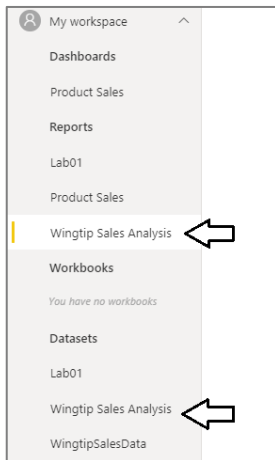 My workspace
Dashboards
Product Sales
Reports
Lab01
Product Sales
Wingtip Sales Analysis
Workbooks
You have no workbooks
Datasets
Lab01
Wingtip Sales Analysis
WingtipSalesData